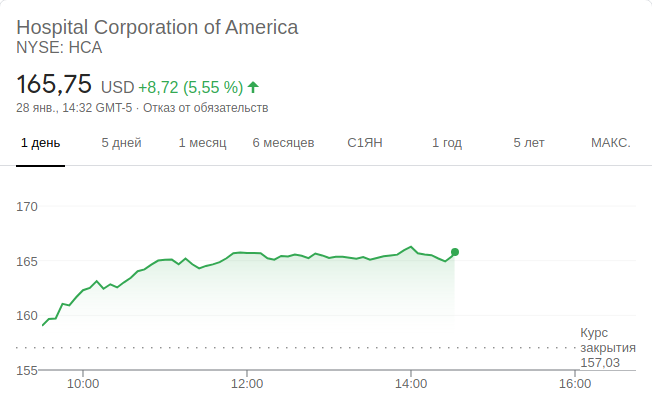 Hospital Corporation of America
NYSE: HCA
165,75 USD +8,72 (5,55 %)
28 янв., 14:32 GMT-5 · Отказ от обязательств
1 день 5 дней 1 месяц 6 месяцев С1ЯН 1 год 5 лет МАКС.
170
165
160
Курс
закрытия
157,03
155
10:00 12:00 14:00 16:00